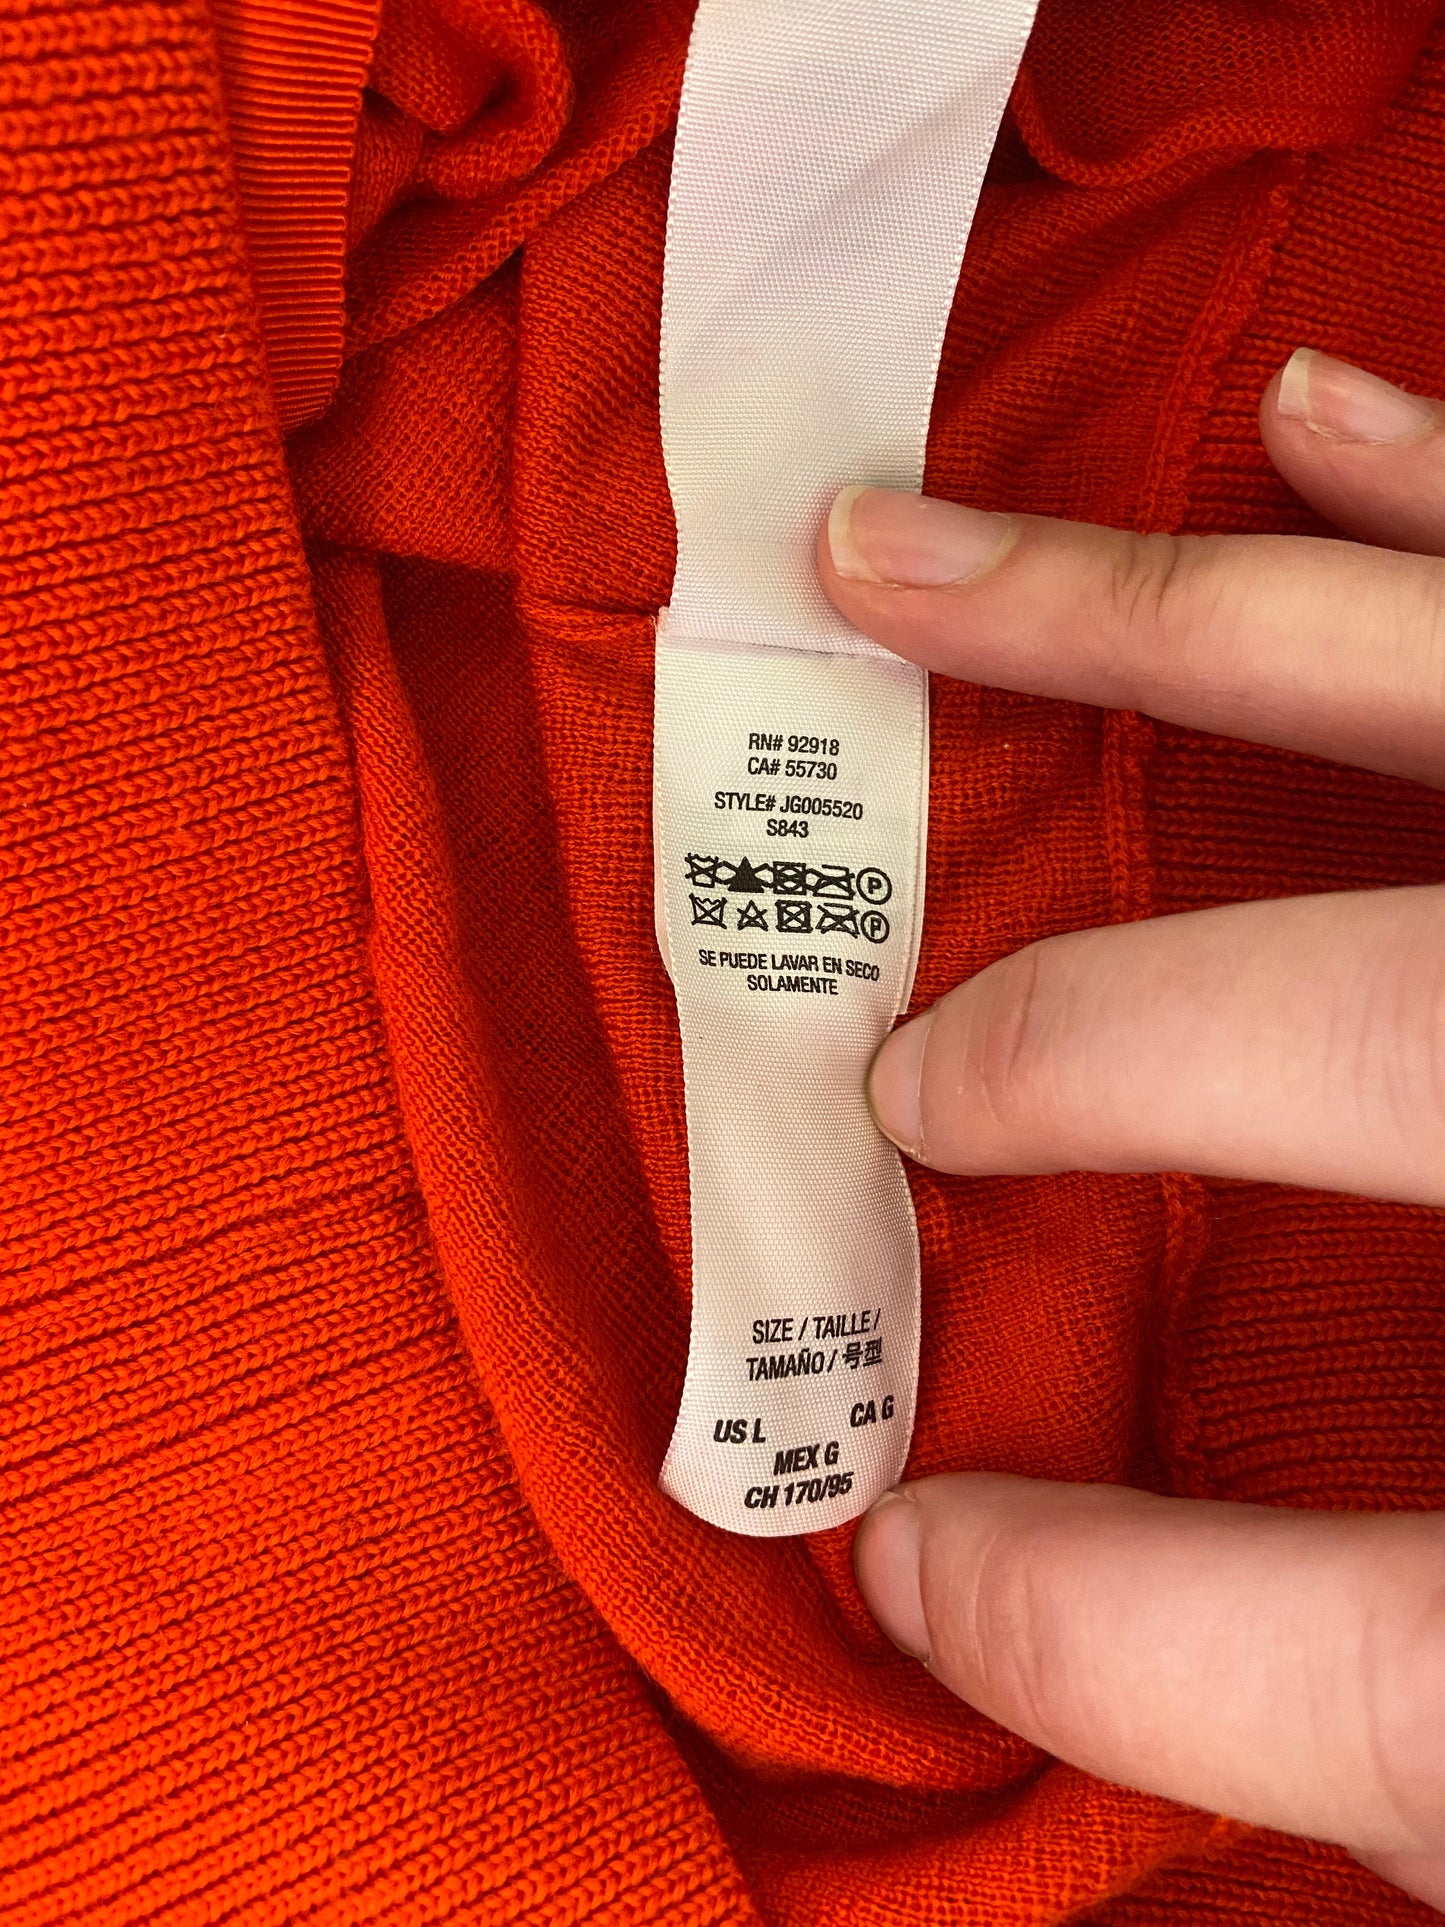 RN# 92918
CA# 55730
STYLE# JG005520
S843
SE PUEDE LAVAR EN SECO
SOLAMENTE
SIZE / TAILLE /
TAMAÑO / 号型
US L CA G
MEX G
CH 170/95